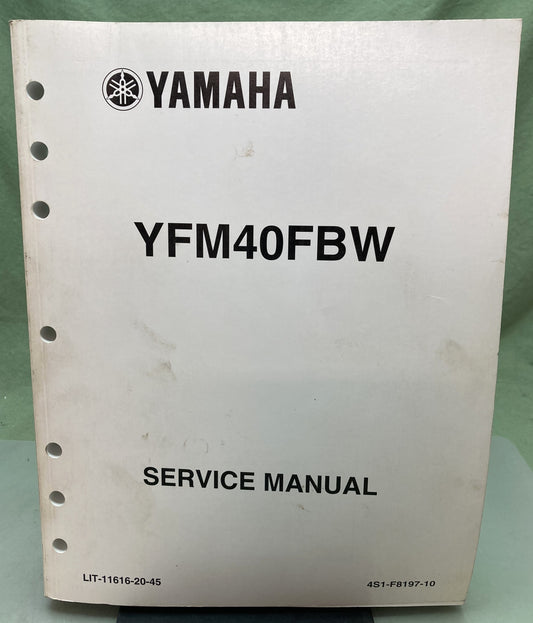 YAMAHA
YFM40FBW
SERVICE MANUAL
LIT-11616-20-45 4S1-F8197-10